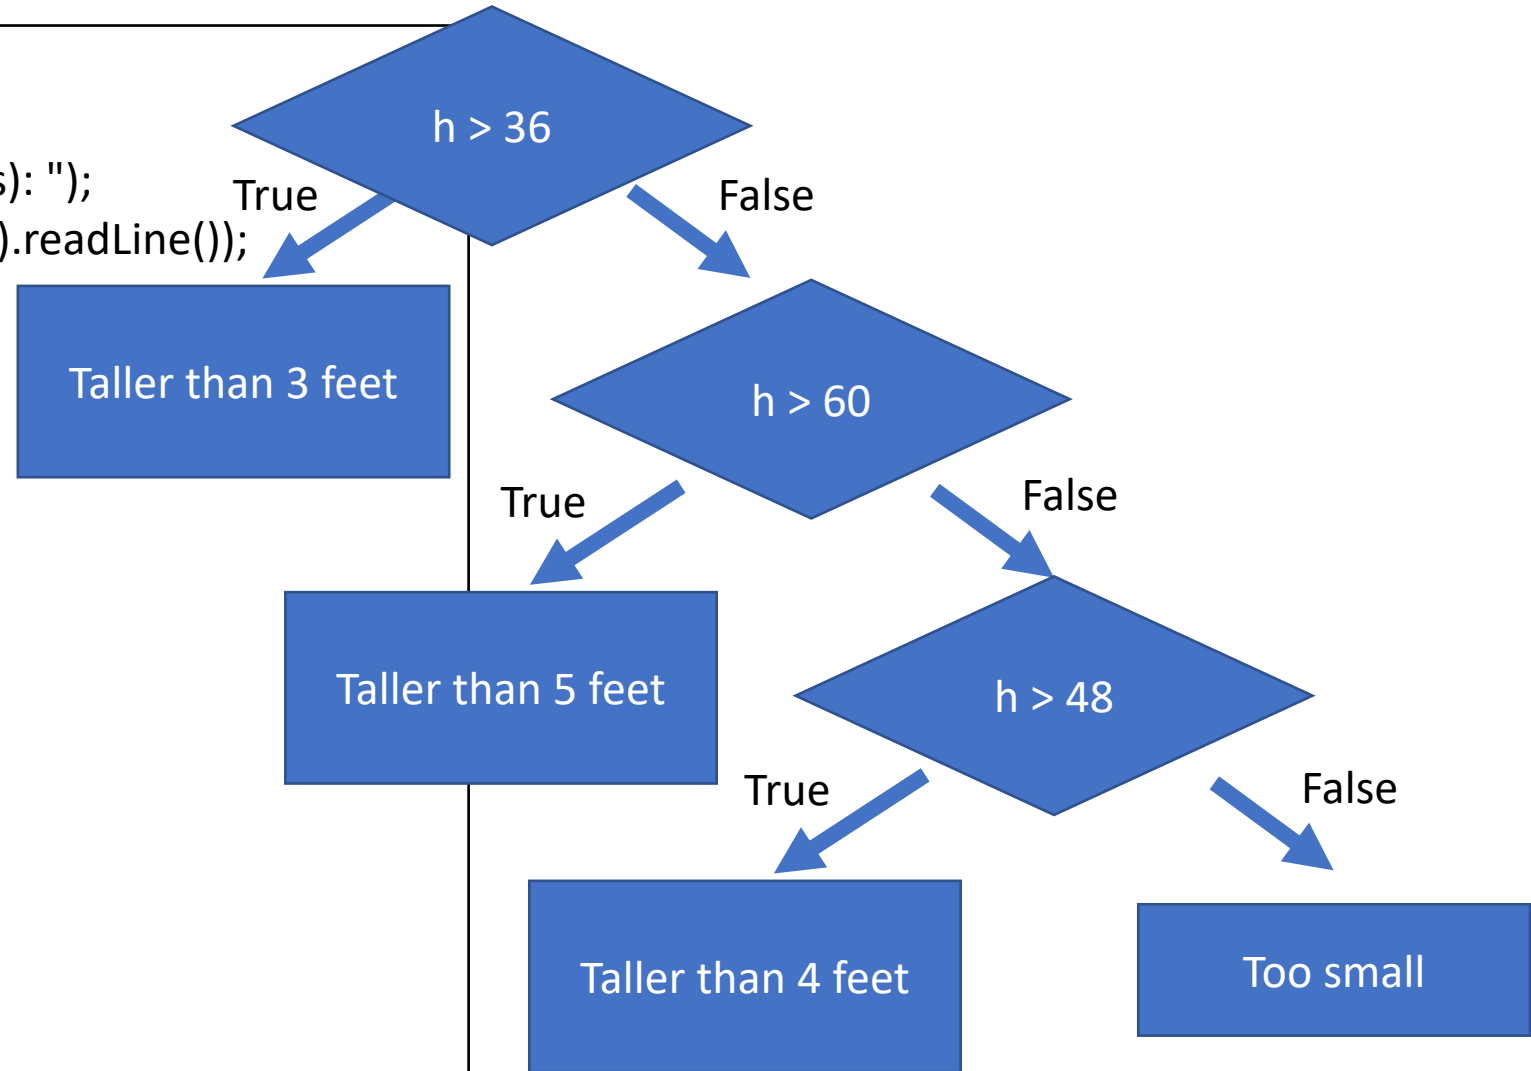 h > 36
s): ");
True
False
).readLine());
Taller than 3 feet
h > 60
True
False
Taller than 5 feet
h > 48
True
False
Taller than 4 feet
Too small